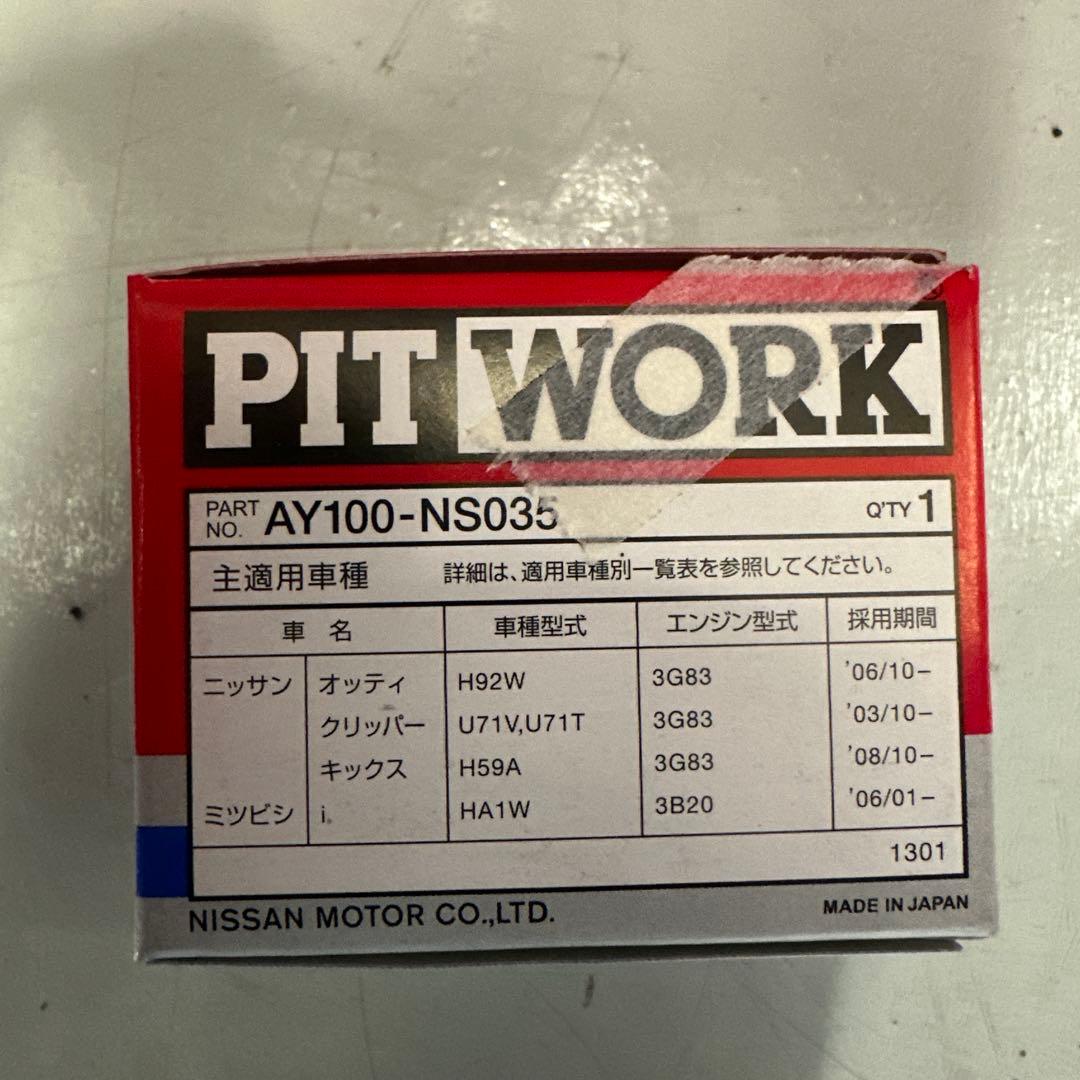 PIT WORK
PART NO. AY100-NS035 Q'TY 1
主適用車種 詳細は、適用車種別一覧表を参照してください。
車 名 車種型式 エンジン型式 採用期間
ニッサン オッティ H92W 3G83 '06/10-
クリッパー U71V,U71T 3G83 '03/10-
キックス H59A 3G83 '08/10-
ミツビシ i HA1W 3B20 '06/01-
1301
NISSAN MOTOR CO.,LTD. MADE IN JAPAN